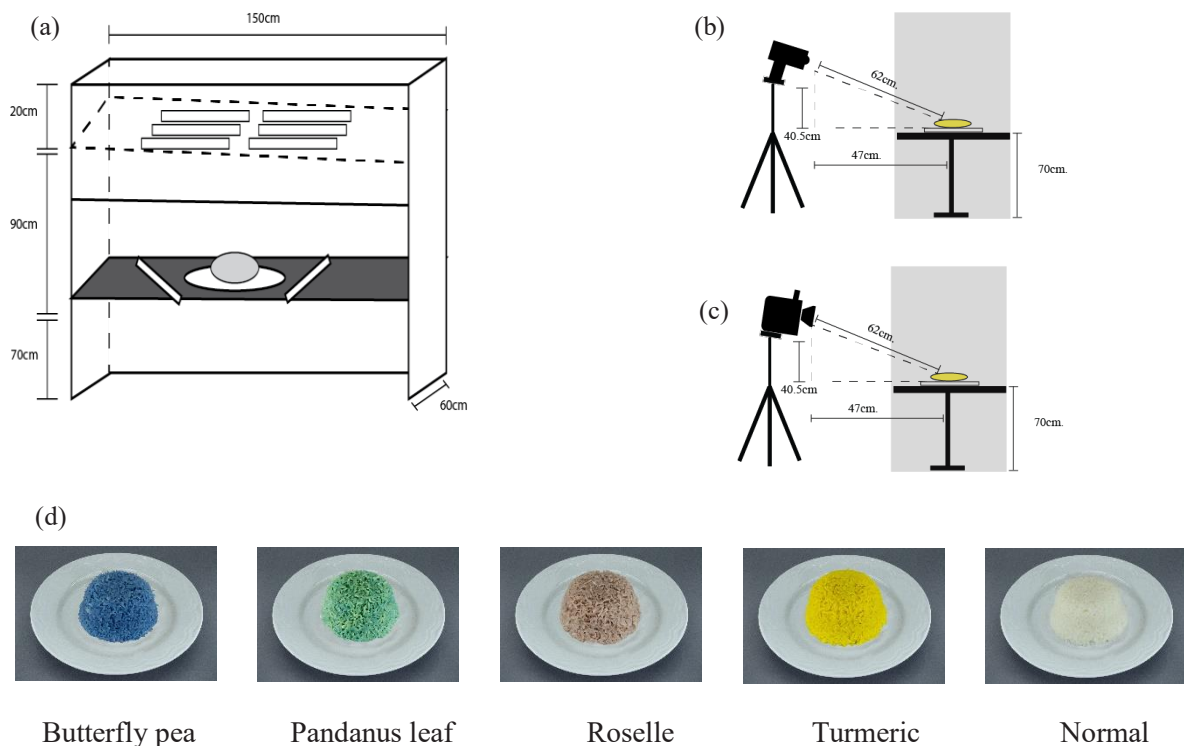 (a)
150cm
20cm
90cm
70cm
60cm
(b)
62cm.
40.5cm
47cm.
70cm.
(c)
62cm.
40.5cm
47cm.
70cm.
(d)
Butterfly pea Pandanus leaf Roselle Turmeric Normal